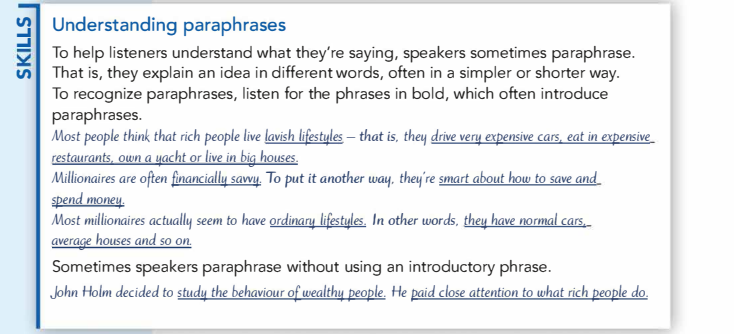 SKILLS
Understanding paraphrases
To help listeners understand what they're saying, speakers sometimes paraphrase.
That is, they explain an idea in different words, often in a simpler or shorter way.
To recognize paraphrases, listen for the phrases in bold, which often introduce
paraphrases.
Most people think that rich people live lavish lifestyles – that is, they drive very expensive cars, eat in expensive
restaurants, own a yacht or live in big houses.
Millionaires are often financially savvy. To put it another way, they're smart about how to save and
spend money.
Most millionaires actually seem to have ordinary lifestyles. In other words, they have normal cars,
average houses and so on.
Sometimes speakers paraphrase without using an introductory phrase.
John Holm decided to study the behaviour of wealthy people. He paid close attention to what rich people do.